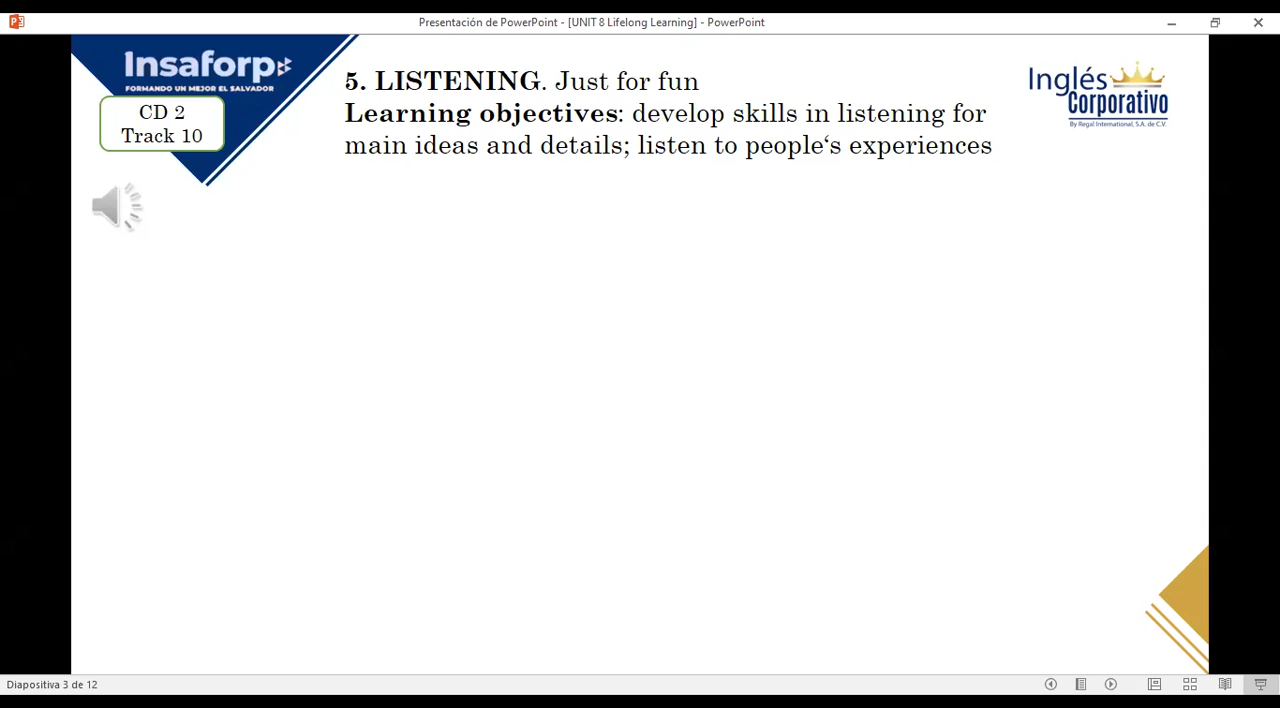 Presentación de PowerPoint - [UNIT 8 Lifelong Learning] - PowerPoint
Insaforp
FORMANDO UN MEJOR EL SALVADOR
CD 2
Track 10
5. LISTENING. Just for fun
Learning objectives: develop skills in listening for
main ideas and details; listen to people‘s experiences
Inglés
Corporativo
By Regal International, S.A. de C.V.
Diapositiva 3 de 12